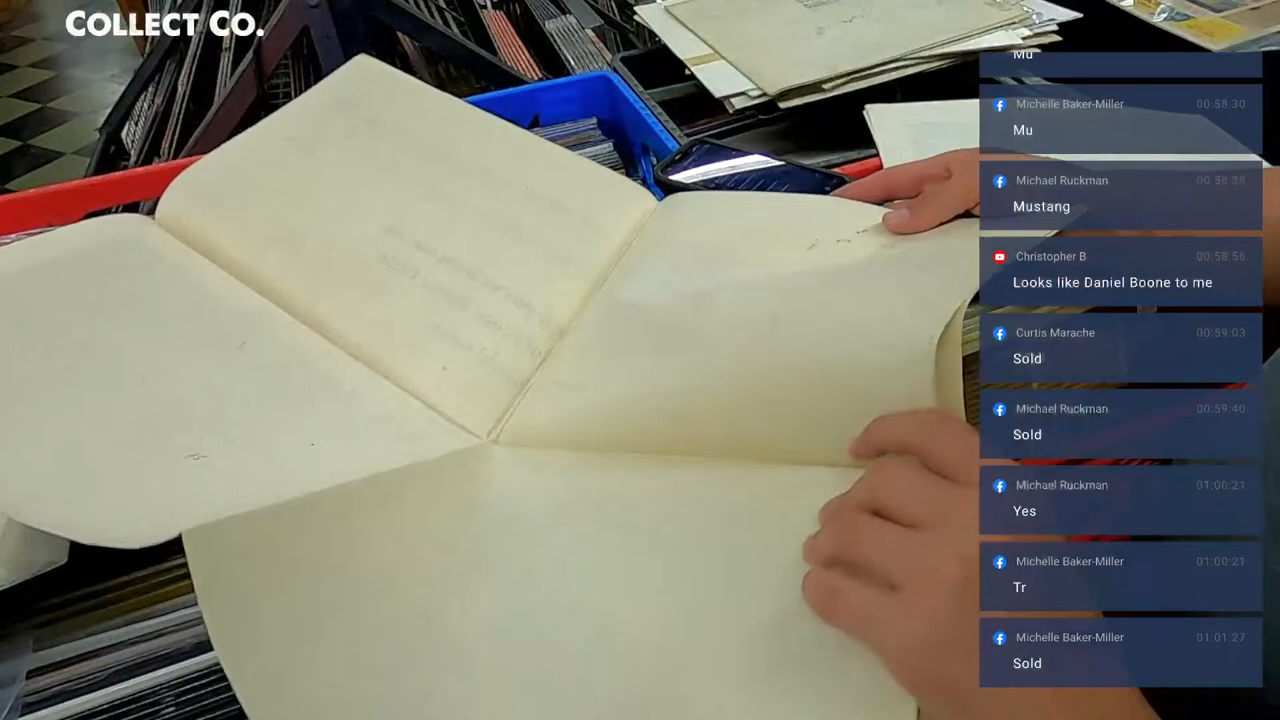 COLLECT CO.
Mu
Michelle Baker-Miller 00:58:30
Mu
Michael Ruckman 00:58:38
Mustang
Christopher B 00:58:56
Looks like Daniel Boone to me
Curtis Marache 00:59:03
Sold
Michael Ruckman 00:59:40
Sold
Michael Ruckman 01:00:21
Yes
Michelle Baker-Miller 01:00:21
Tr
Michelle Baker-Miller 01:01:27
Sold